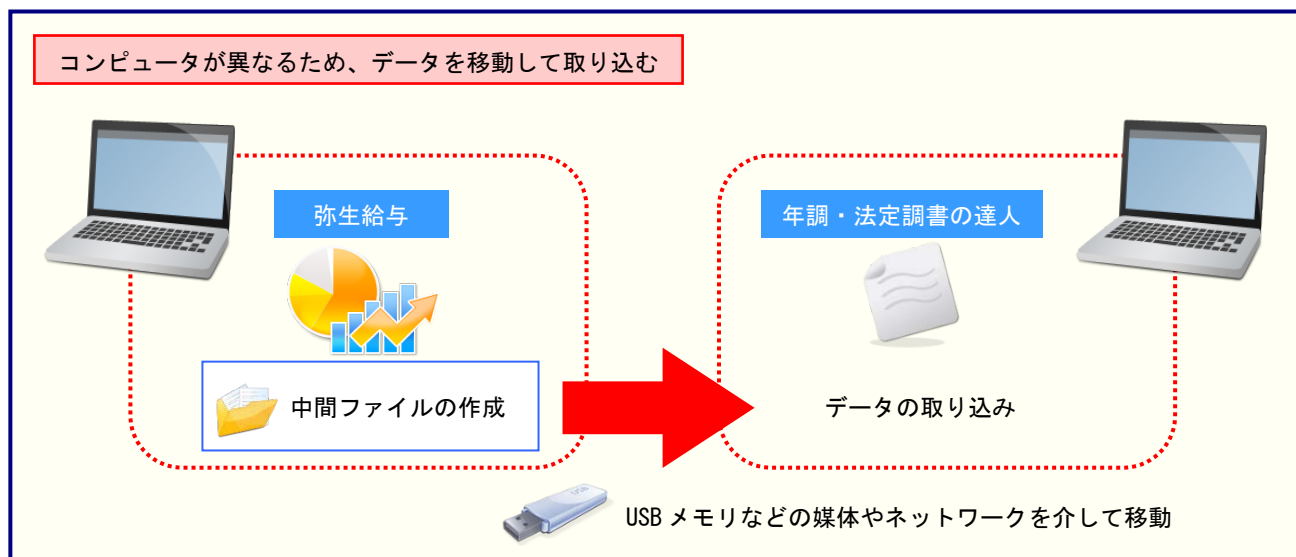 コンピュータが異なるため、データを移動して取り込む
弥生給与
年調・法定調書の達人
中間ファイルの作成
データの取り込み
USB
USB メモリなどの媒体やネットワークを介して移動